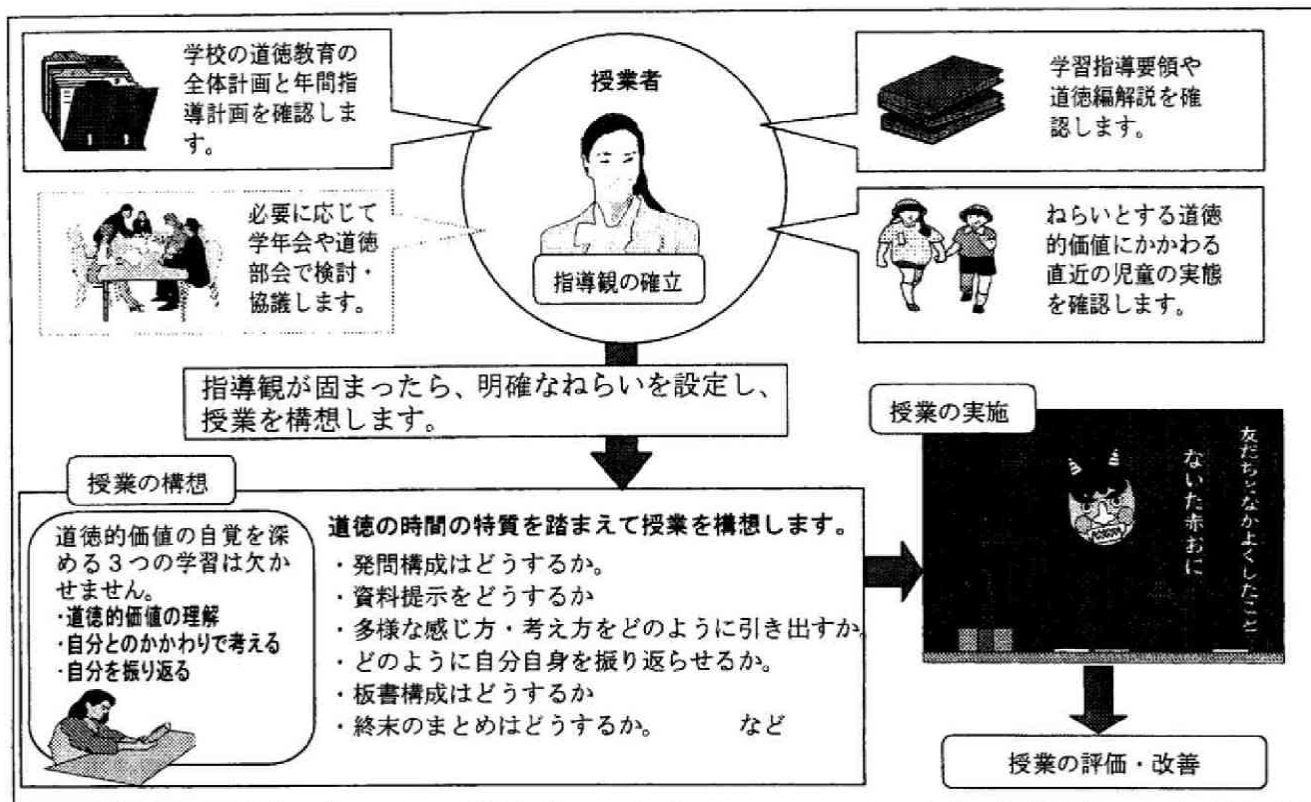 学校の道徳教育の
全体計画と年間指
導計画を確認しま
す。
授業者
学習指導要領や
道徳編解説を確
認します。
必要に応じて
学年会や道徳
部会で検討・
協議します。
指導観の確立
ねらいとする道徳
的価値にかかわる
直近の児童の実態
を確認します。
指導観が固まったら、明確なねらいを設定し、
授業を構想します。
授業の構想
道徳的価値の自覚を深
める３つの学習は欠か
せません。
・道徳的価値の理解
・自分とのかかわりで考える
・自分を振り返る
道徳の時間の特質を踏まえて授業を構想します。
・発問構成はどうするか。
・資料提示をどうするか
・多様な感じ方・考え方をどのように引き出すか。
・どのように自分自身を振り返らせるか。
・板書構成はどうするか
・終末のまとめはどうするか。　　など
授業の実施
友だちとなかよくしたこと
ないた赤おに
授業の評価・改善